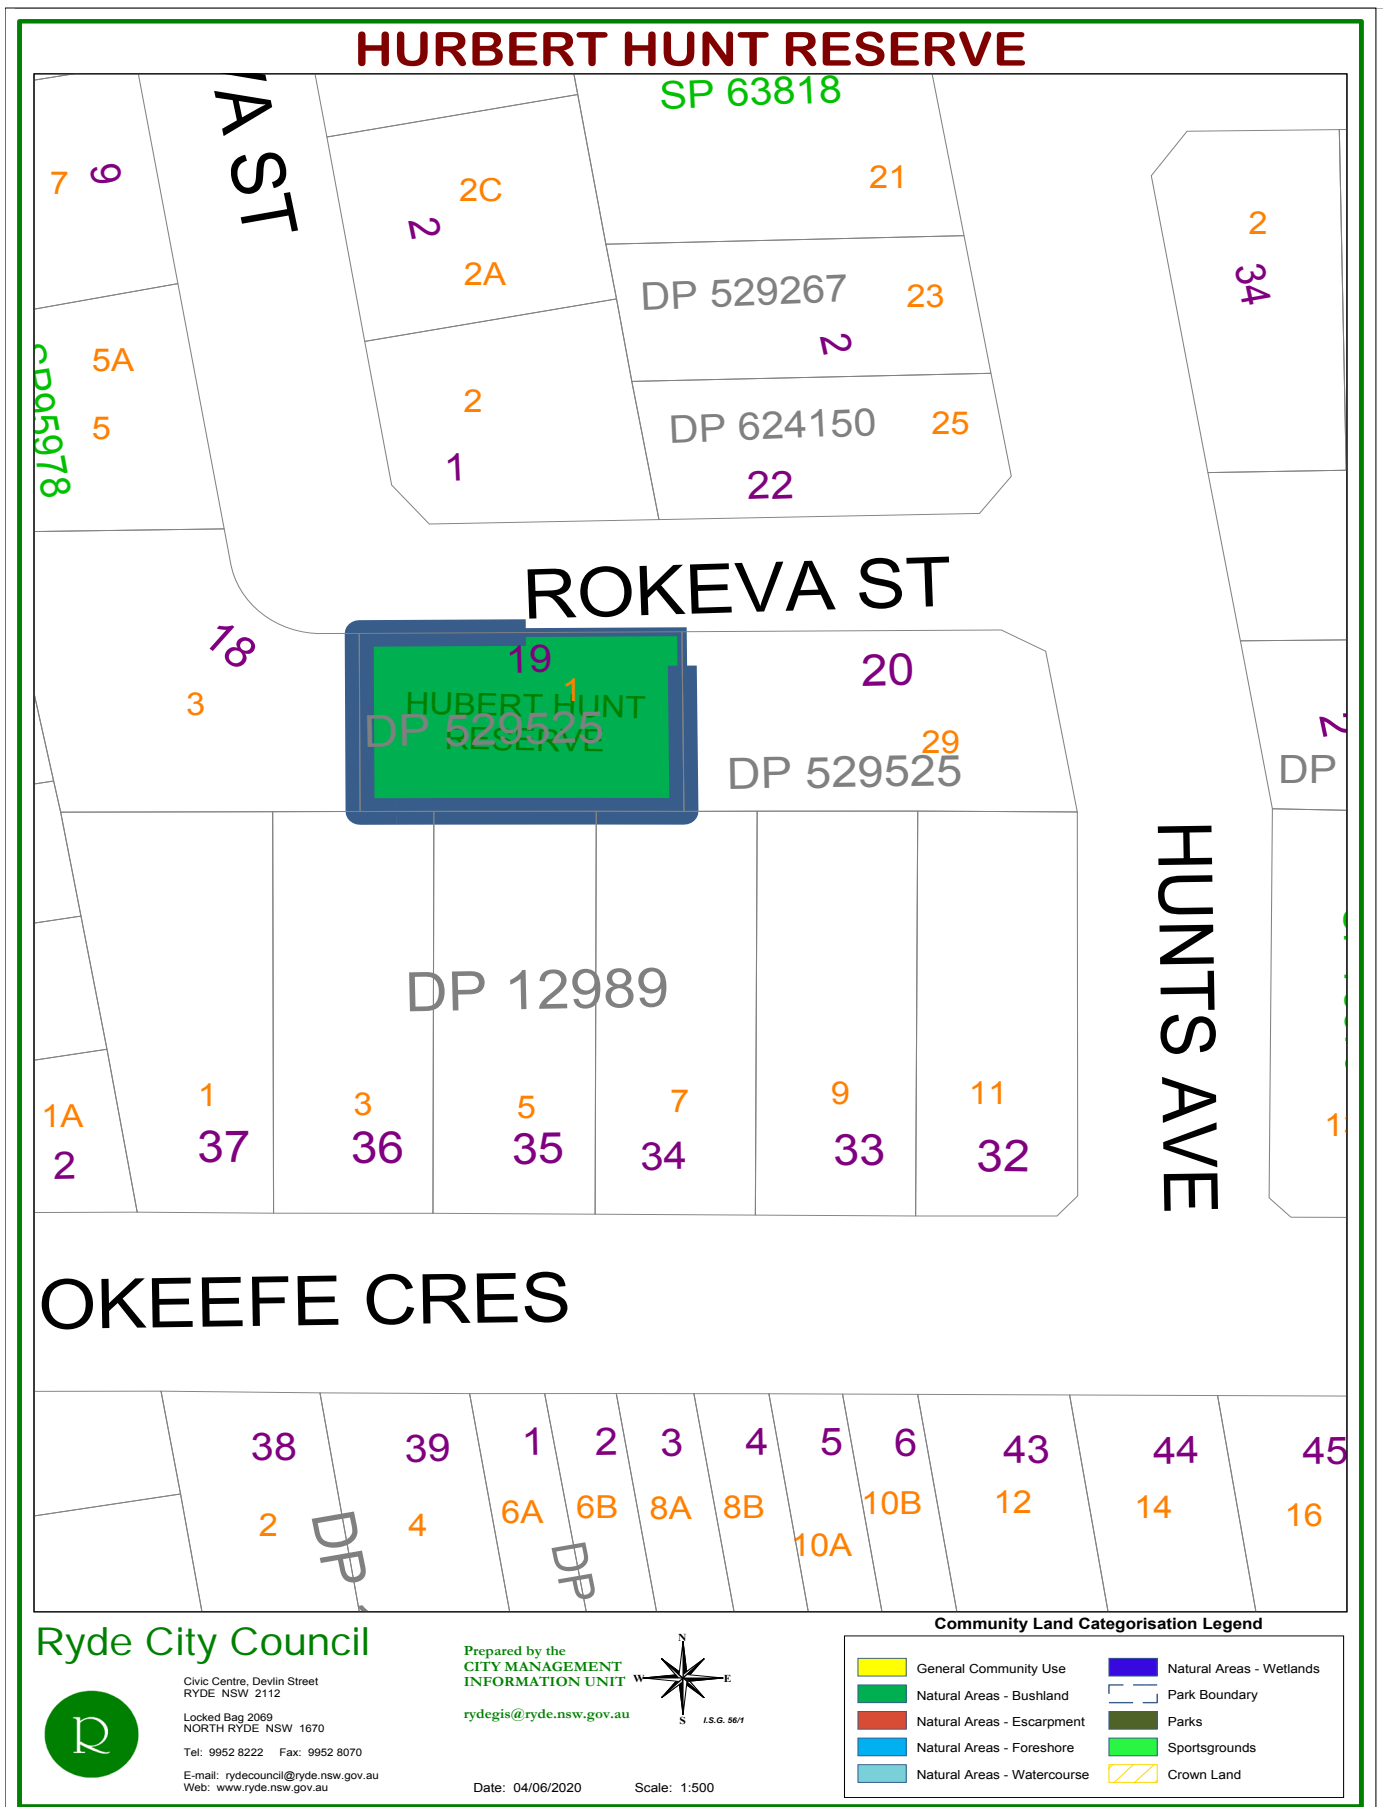 HURBERT HUNT RESERVE
VA ST
SP 63818
7
9
2C
2
2A
21
2
34
DP 529267
23
2
5A
5
SP95978
2
1
DP 624150
25
22
ROKEVA ST
18
3
19
1
HUBERT HUNT
RESERVE
DP 529525
20
29
DP 529525
2
DP
HUNTS AVE
DP 12989
1A
2
1
37
3
36
5
35
7
34
9
33
11
32
OKEEFE CRES
38
39
1
2
3
4
5
6
43
44
45
2
4
6A
6B
8A
8B
10A
10B
12
14
16
DP
DP
Ryde City Council
R
Civic Centre, Devlin Street
RYDE NSW 2112
Locked Bag 2069
NORTH RYDE NSW 1670
Tel: 9952 8222 Fax: 9952 8070
E-mail: rydecouncil@ryde.nsw.gov.au
Web: www.ryde.nsw.gov.au
Prepared by the
CITY MANAGEMENT
INFORMATION UNIT
rydegis@ryde.nsw.gov.au
N
W
E
S
I.S.G. 56/1
Date: 04/06/2020 Scale: 1:500
Community Land Categorisation Legend
General Community Use
Natural Areas - Bushland
Natural Areas - Escarpment
Natural Areas - Foreshore
Natural Areas - Watercourse
Natural Areas - Wetlands
Park Boundary
Parks
Sportsgrounds
Crown Land